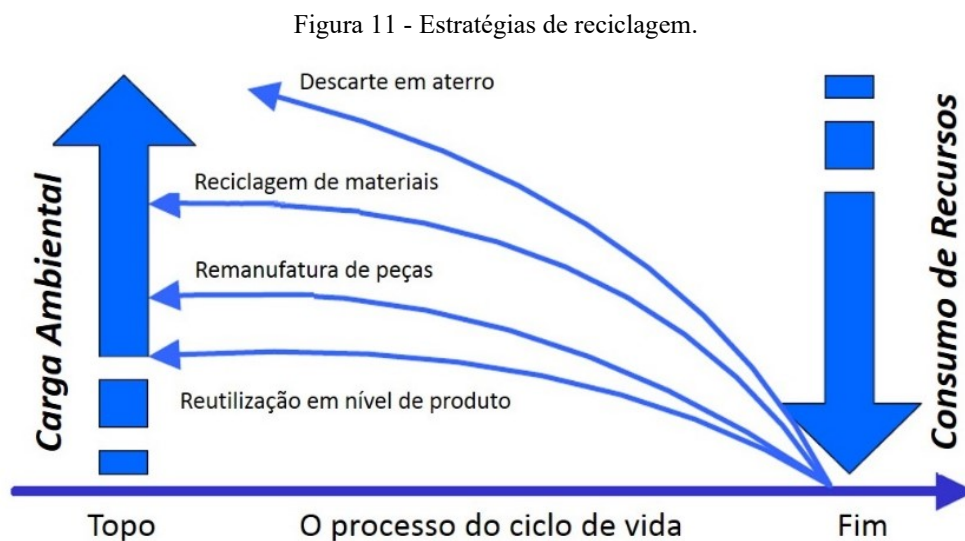 Figura 11 - Estratégias de reciclagem.
Descarte em aterro
Reciclagem de materiais
Remanufatura de peças
Reutilização em nível de produto
Carga Ambiental
Consumo de Recursos
Topo
O processo do ciclo de vida
Fim